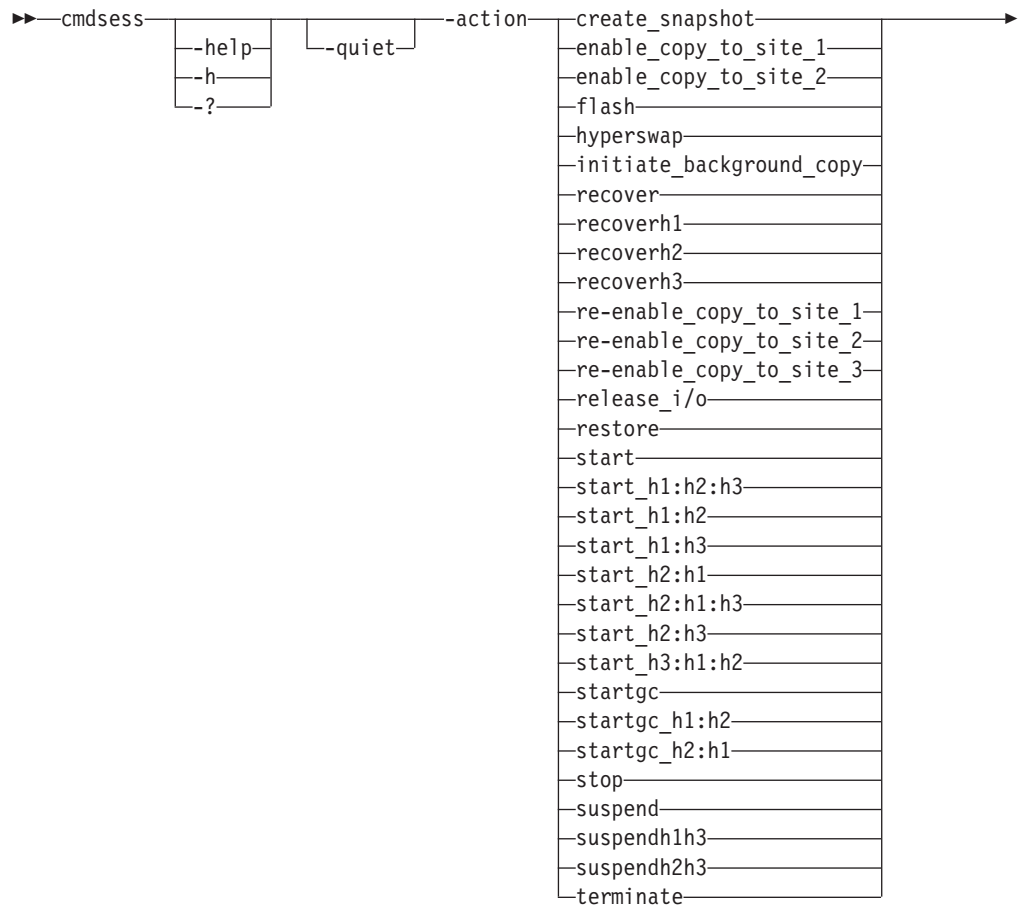 cmdsess -action create_snapshot
-help -quiet enable_copy_to_site_1
-h enable_copy_to_site_2
-? flash
hyperswap
initiate_background_copy
recover
recoverh1
recoverh2
recoverh3
re-enable_copy_to_site_1
re-enable_copy_to_site_2
re-enable_copy_to_site_3
release_i/o
restore
start
start_h1:h2:h3
start_h1:h2
start_h1:h3
start_h2:h1
start_h2:h1:h3
start_h2:h3
start_h3:h1:h2
startgc
startgc_h1:h2
startgc_h2:h1
stop
suspend
suspendh1h3
suspendh2h3
terminate